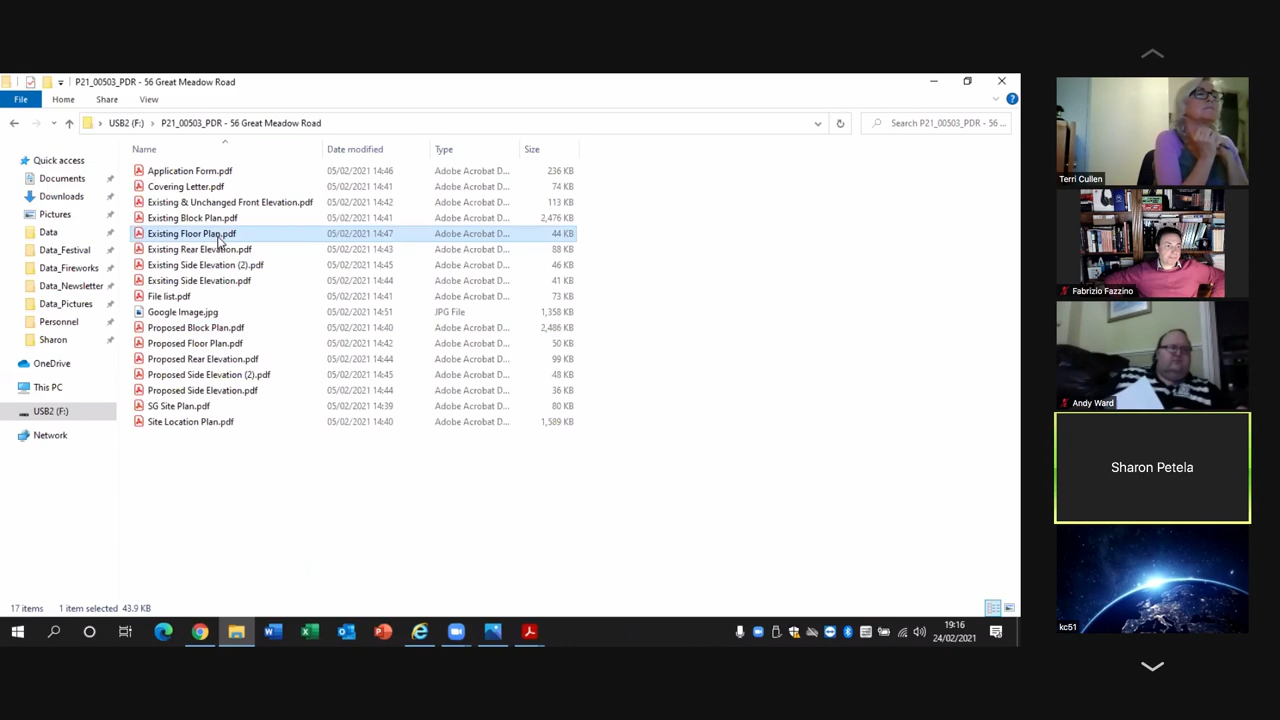 P21_00503_PDR - 56 Great Meadow Road
File Home Share View
USB2 (F:) P21_00503_PDR - 56 Great Meadow Road Search P21_00503_PDR - 56 ...
Name Date modified Type Size
Quick access
Documents
Downloads
Pictures
Data
Data_Festival
Data_Fireworks
Data_Newsletter
Data_Pictures
Personnel
Sharon
OneDrive
This PC
USB2 (F:)
Network
Application Form.pdf 05/02/2021 14:46 Adobe Acrobat D... 236 KB
Covering Letter.pdf 05/02/2021 14:41 Adobe Acrobat D... 74 KB
Existing & Unchanged Front Elevation.pdf 05/02/2021 14:42 Adobe Acrobat D... 113 KB
Existing Block Plan.pdf 05/02/2021 14:41 Adobe Acrobat D... 2,476 KB
Existing Floor Plan.pdf 05/02/2021 14:47 Adobe Acrobat D... 44 KB
Existing Rear Elevation.pdf 05/02/2021 14:43 Adobe Acrobat D... 88 KB
Existing Side Elevation (2).pdf 05/02/2021 14:45 Adobe Acrobat D... 46 KB
Exsiting Side Elevation.pdf 05/02/2021 14:45 Adobe Acrobat D... 41 KB
File list.pdf 05/02/2021 14:41 Adobe Acrobat D... 73 KB
Google Image.jpg 05/02/2021 14:51 JPG File 1,358 KB
Proposed Block Plan.pdf 05/02/2021 14:40 Adobe Acrobat D... 2,486 KB
Proposed Floor Plan.pdf 05/02/2021 14:42 Adobe Acrobat D... 50 KB
Proposed Rear Elevation.pdf 05/02/2021 14:44 Adobe Acrobat D... 99 KB
Proposed Side Elevation (2).pdf 05/02/2021 14:45 Adobe Acrobat D... 48 KB
Proposed Side Elevation.pdf 05/02/2021 14:44 Adobe Acrobat D... 36 KB
SG Site Plan.pdf 05/02/2021 14:39 Adobe Acrobat D... 80 KB
Site Location Plan.pdf 05/02/2021 14:40 Adobe Acrobat D... 1,589 KB
17 items 1 item selected 43.9 KB
19:16
24/02/2021
Terri Cullen
Fabrizio Fazzino
Andy Ward
Sharon Petela
kc51